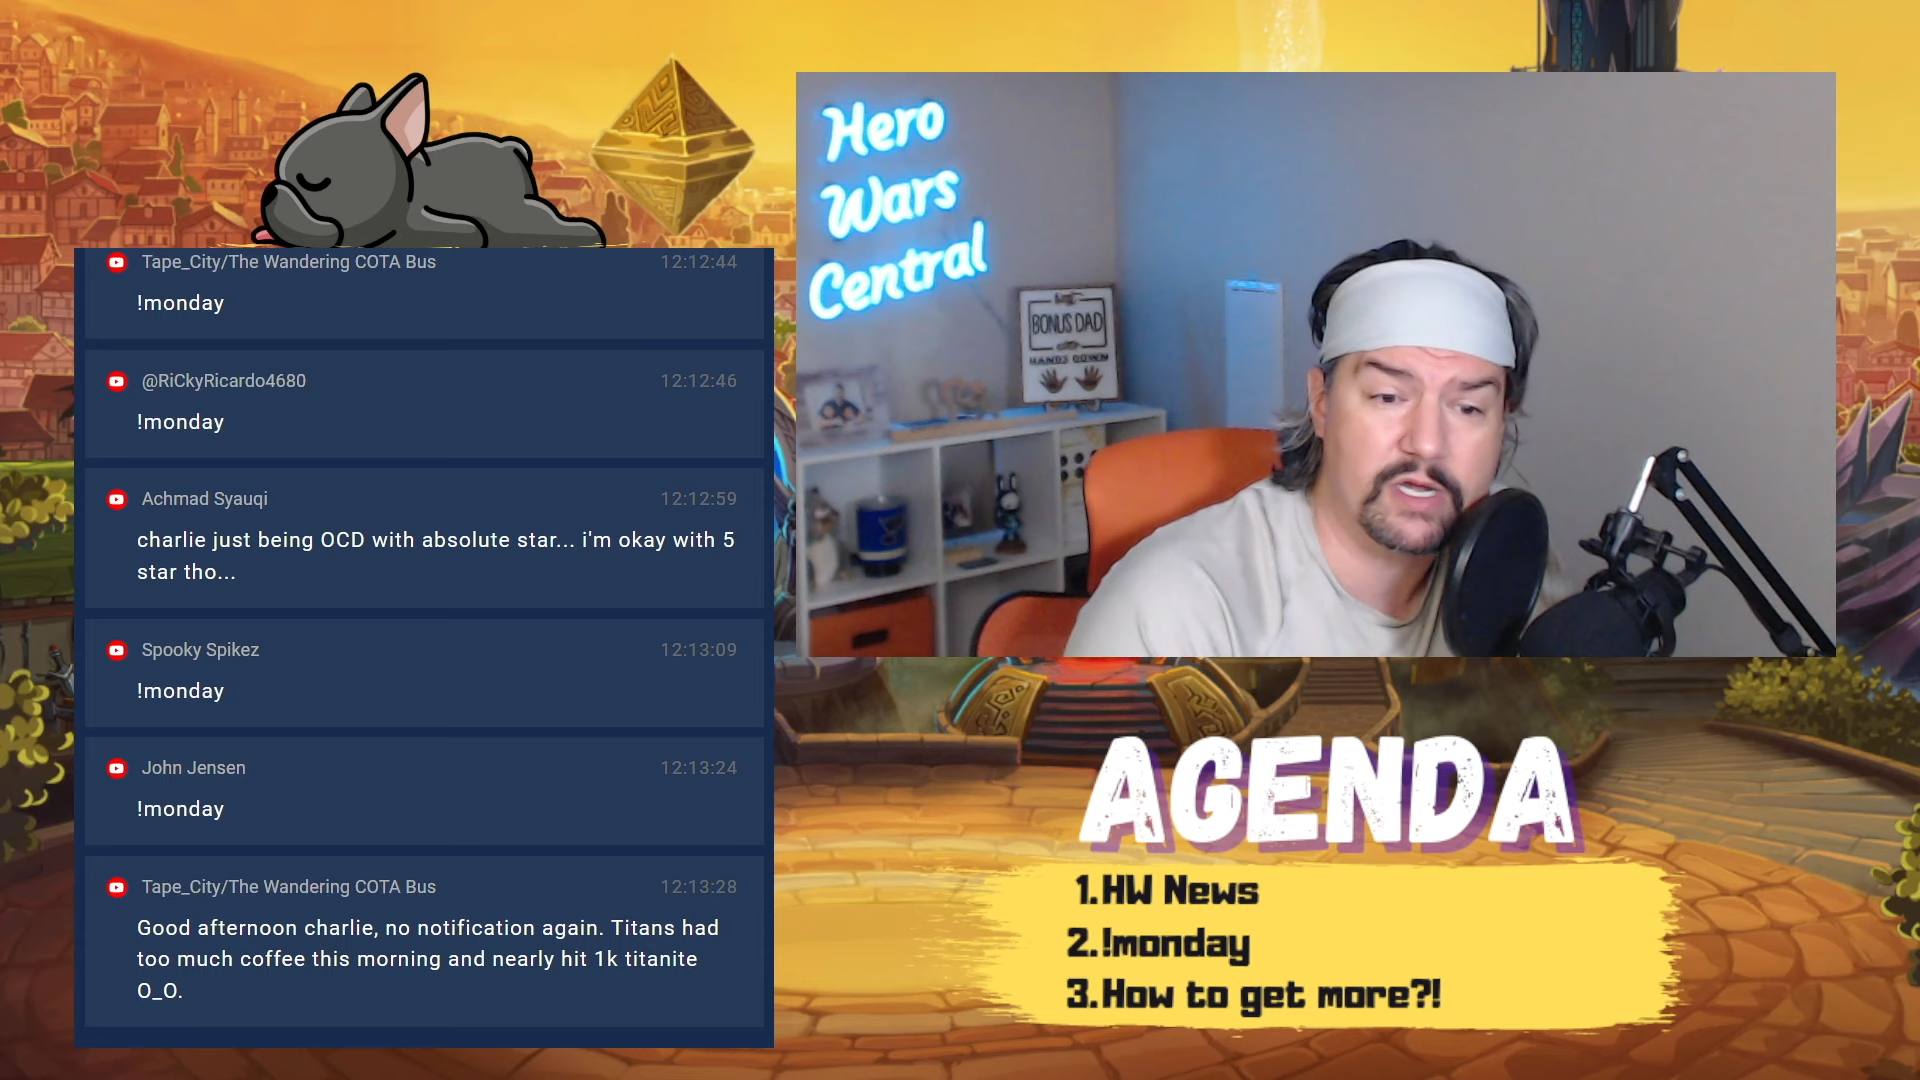 Tape_City/The Wandering COTA Bus 12:12:44
!monday
@RiCkyRicardo4680 12:12:46
!monday
Achmad Syauqi 12:12:59
charlie just being OCD with absolute star... i'm okay with 5
star tho...
Spooky Spikez 12:13:09
!monday
John Jensen 12:13:24
!monday
Tape_City/The Wandering COTA Bus 12:13:28
Good afternoon charlie, no notification again. Titans had
too much coffee this morning and nearly hit 1k titanite
O_O.
Hero
Wars
Central
BONUS DAD
HANDS DOWN
AGENDA
1.HW News
2.!monday
3.How to get more?!